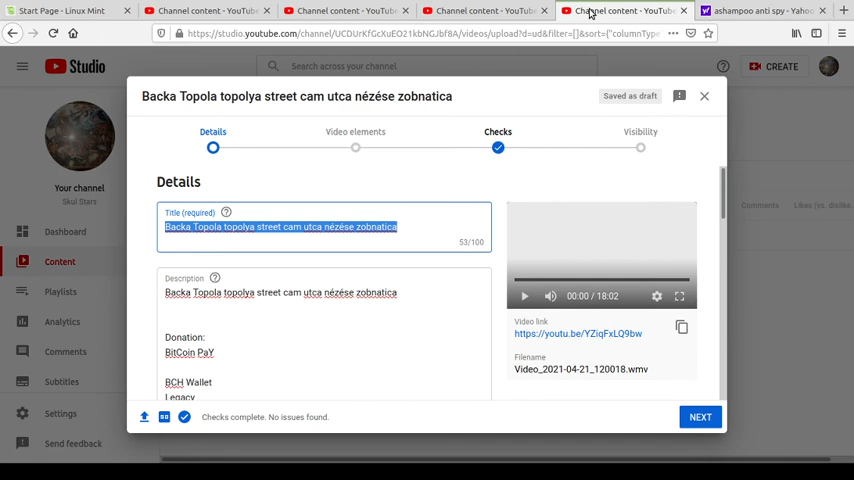 Start Page - Linux Mint
Channel content - YouTube
Channel content - YouTube
Channel content - YouTube
Channel content - YouTube
ashampoo anti spy - Yahoo
https://studio.youtube.com/channel/UCDUrKfGcXuEO21kbNGJbf8A/videos/upload?d=ud&filter=[]&sort={"columnType
Studio
Search across your channel
CREATE
Backa Topola topolya street cam utca nézése zobnatica
Saved as draft
Details
Video elements
Checks
Visibility
Your channel
Skul Stars
Dashboard
Content
Playlists
Analytics
Comments
Subtitles
Settings
Send feedback
Details
Title (required)
Backa Topola topolya street cam utca nézése zobnatica
53/100
Description
Backa Topola topolya street cam utca nézése zobnatica
Donation:
BitCoin PaY
BCH Wallet
Legacy
00:00 / 18:02
Video link
https://youtu.be/YZiqFxLQ9bw
Filename
Video_2021-04-21_120018.wmv
Comments
Likes (vs. dislike
Checks complete. No issues found.
NEXT